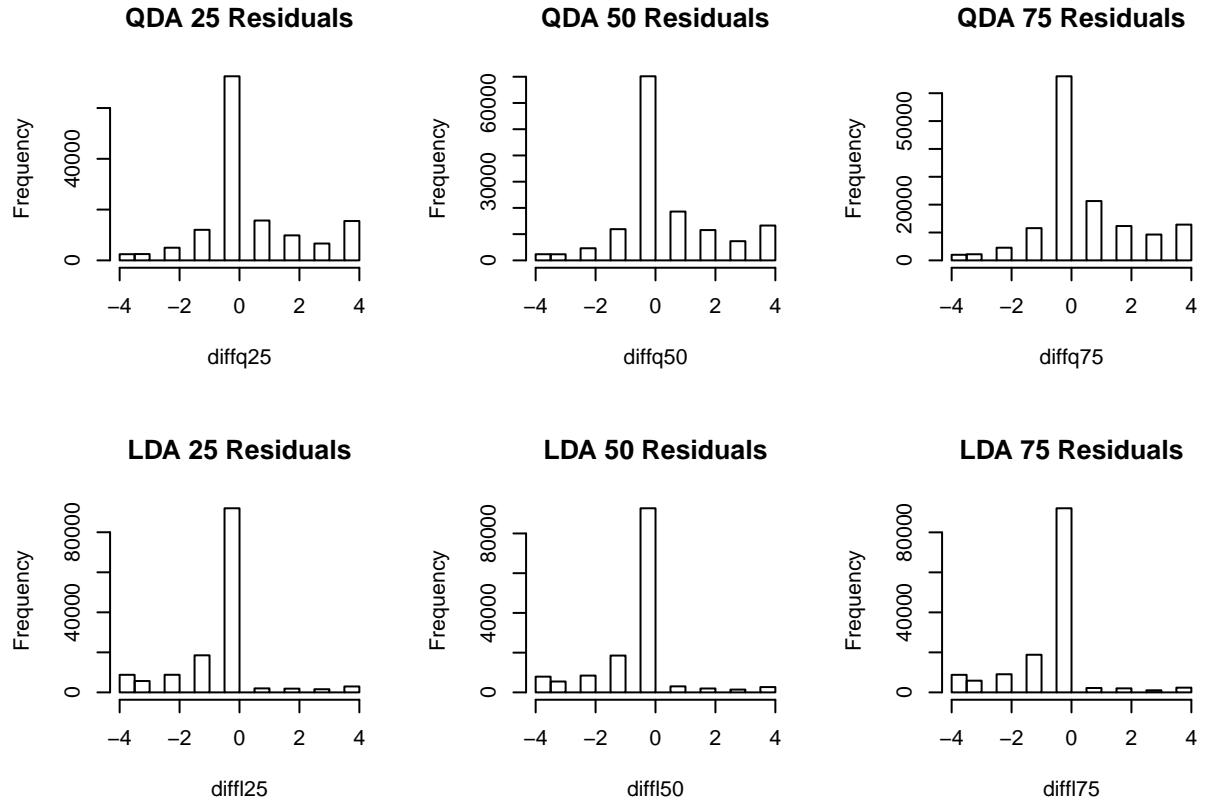 QDA 25 Residuals
Frequency
0
40000
−4 −2 0 2 4
diffq25
QDA 50 Residuals
Frequency
0
30000
60000
−4 −2 0 2 4
diffq50
QDA 75 Residuals
Frequency
0
20000
50000
−4 −2 0 2 4
diffq75
LDA 25 Residuals
Frequency
0
40000
80000
−4 −2 0 2 4
diffl25
LDA 50 Residuals
Frequency
0
40000
80000
−4 −2 0 2 4
diffl50
LDA 75 Residuals
Frequency
0
40000
80000
−4 −2 0 2 4
diffl75